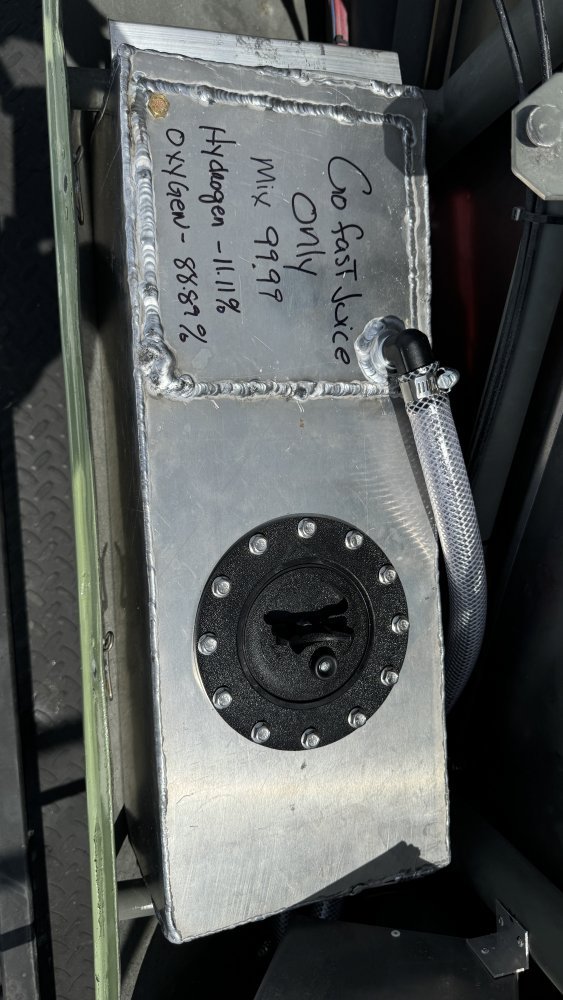 Go fast Juice
Only
Mix 99.99
Hydrogen - 11.11%
OXYGEN - 88.89%